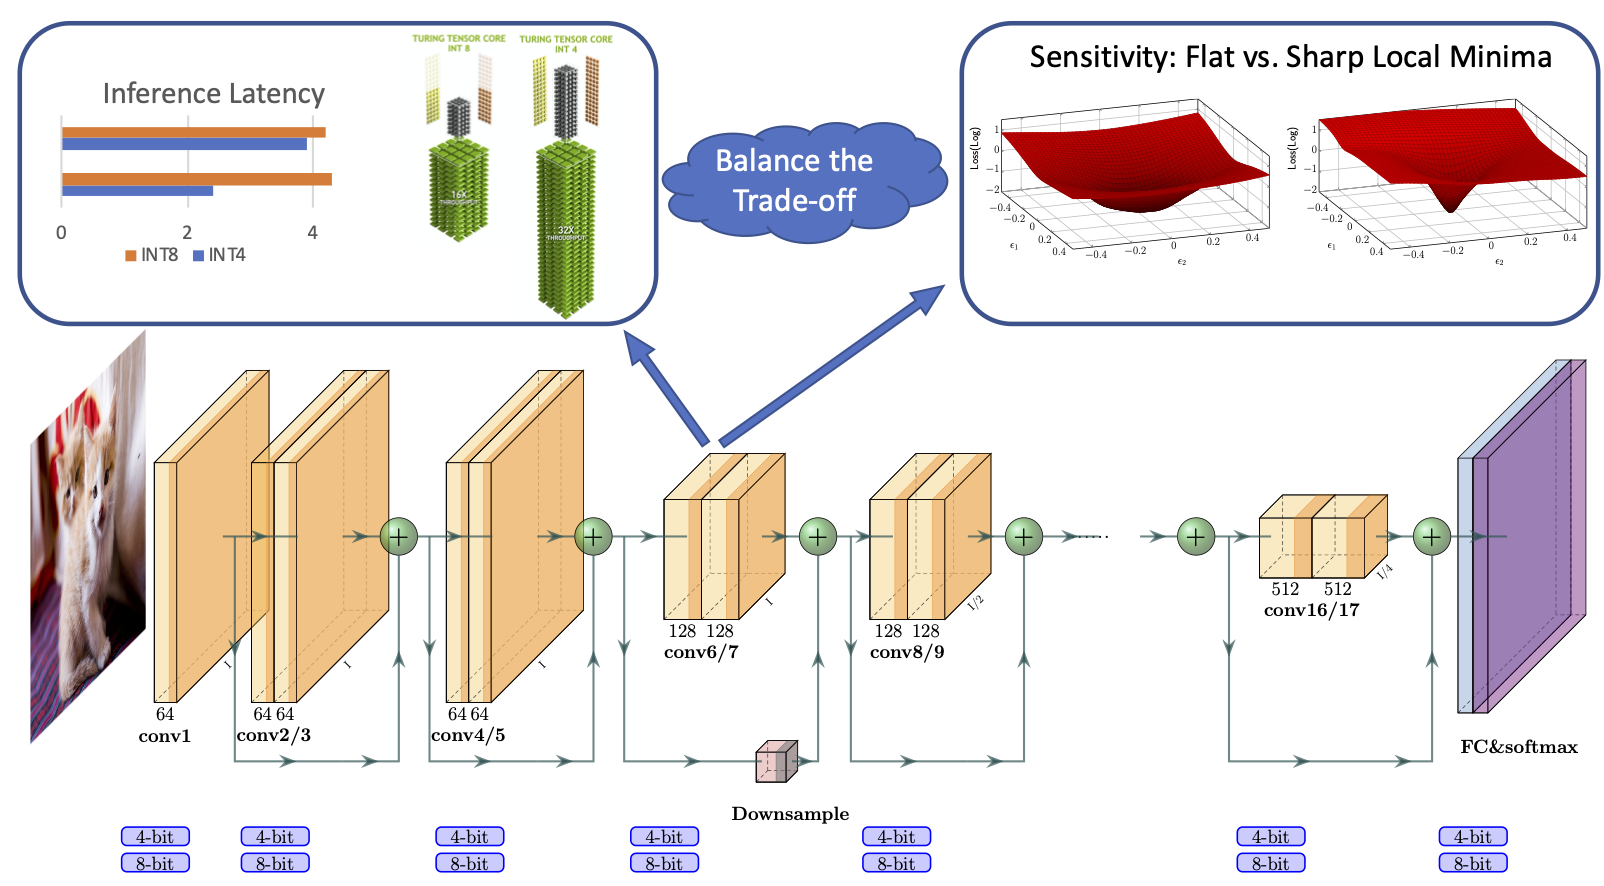 TURING TENSOR CORE
INT 8
TURING TENSOR CORE
INT 4
Inference Latency
16X
THROUGHPUT
32X
THROUGHPUT
0 2 4
INT8 INT4
Balance the
Trade-off
Sensitivity: Flat vs. Sharp Local Minima
Loss(Log)
1
0
−1
−2
−0.4
−0.2
0
0.2
0.4
ϵ1
−0.4
−0.2
0
0.2
0.4
ϵ2
Loss(Log)
1
0
−1
−2
−0.4
−0.2
0
0.2
0.4
ϵ1
−0.4
−0.2
0
0.2
0.4
ϵ2
I
64
conv1
I
64 64
conv2/3
I
64 64
conv4/5
I
128 128
conv6/7
I/2
128 128
conv8/9
I/4
512 512
conv16/17
+ + + + + +
FC&softmax
Downsample
4-bit 4-bit 4-bit 4-bit 4-bit 4-bit 4-bit
8-bit 8-bit 8-bit 8-bit 8-bit 8-bit 8-bit